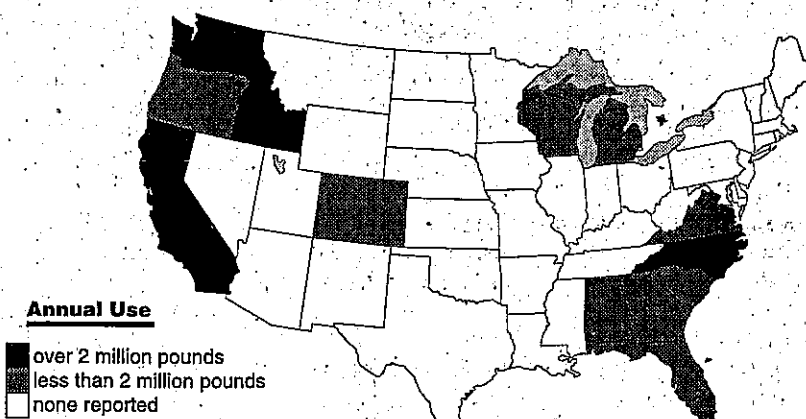 Annual Use
over 2 million pounds
less than 2 million pounds
none reported